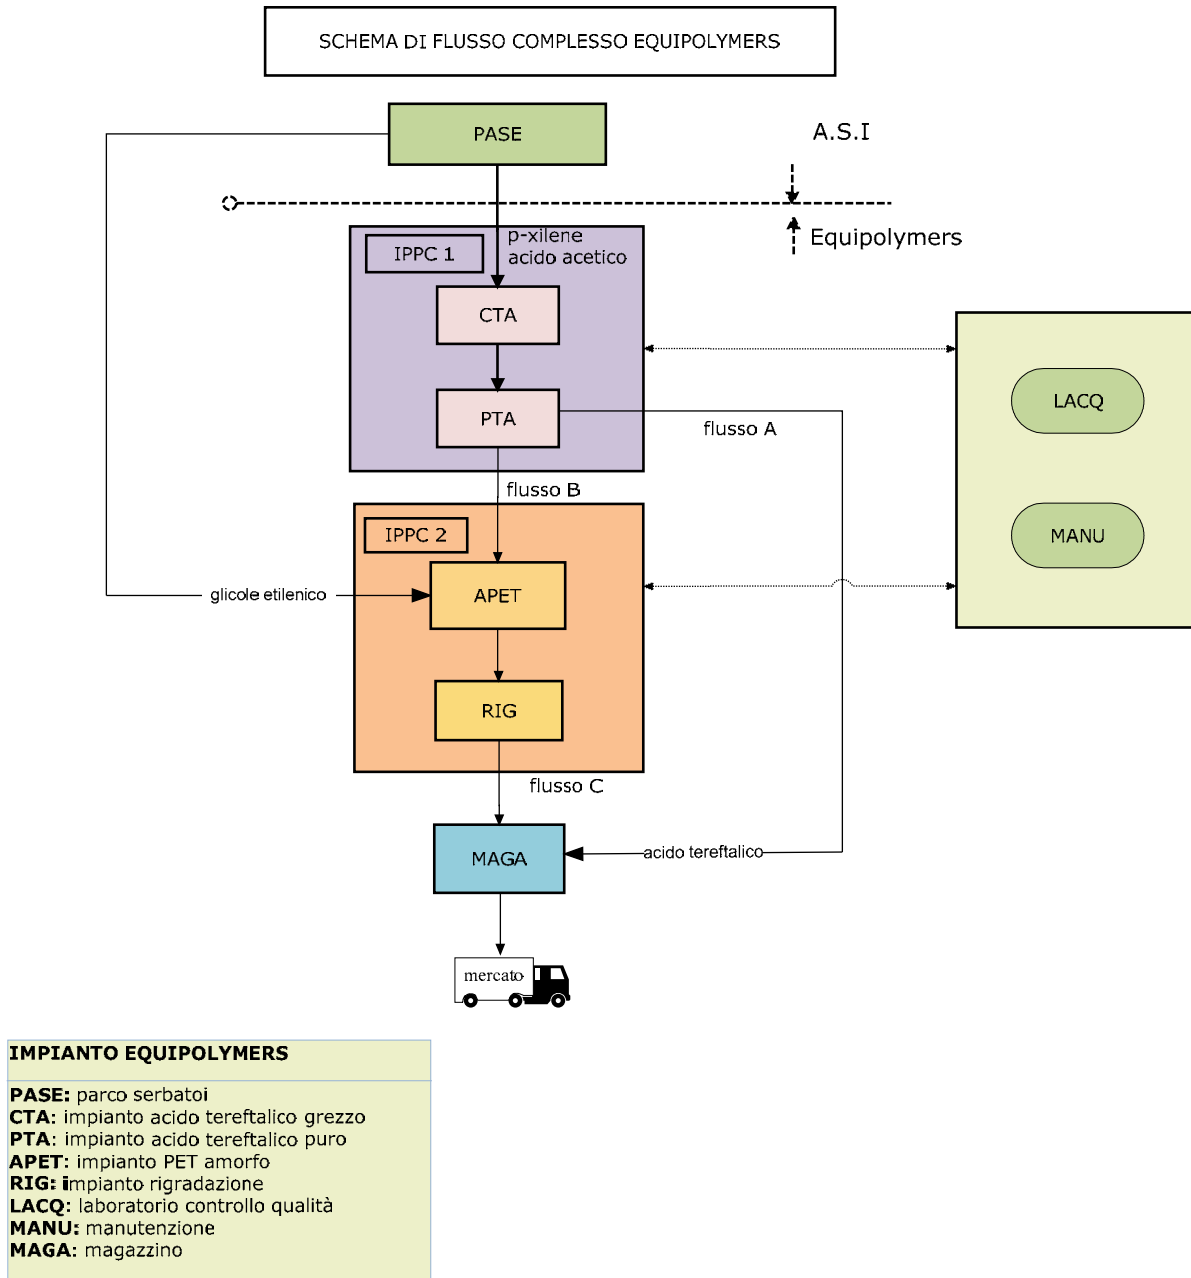 SCHEMA DI FLUSSO COMPLESSO EQUIPOLYMERS
PASE
A.S.I
Equipolymers
IPPC 1
p-xilene
acido acetico
CTA
PTA
flusso A
LACQ
MANU
flusso B
IPPC 2
glicole etilenico
APET
RIG
flusso C
MAGA
acido tereftalico
mercato
IMPIANTO EQUIPOLYMERS
PASE: parco serbatoi
CTA: impianto acido tereftalico grezzo
PTA: impianto acido tereftalico puro
APET: impianto PET amorfo
RIG: impianto rigradazione
LACQ: laboratorio controllo qualità
MANU: manutenzione
MAGA: magazzino